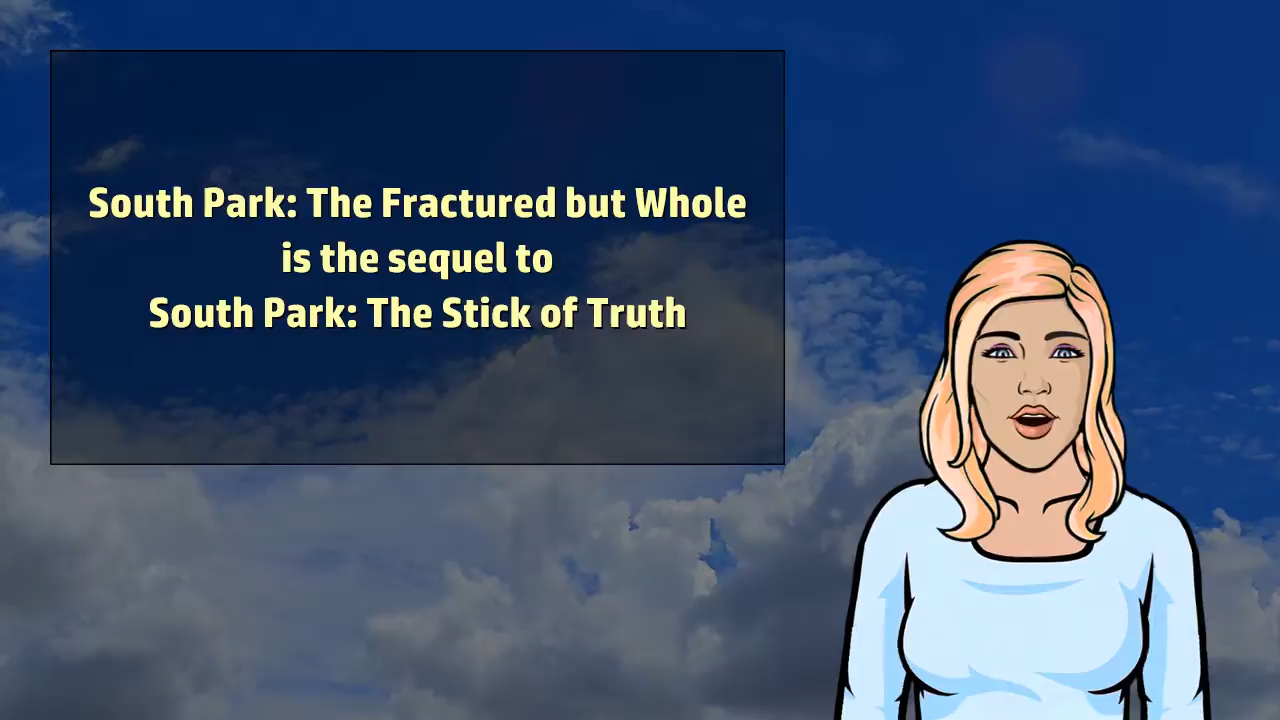 South Park: The Fractured but Whole
is the sequel to
South Park: The Stick of Truth